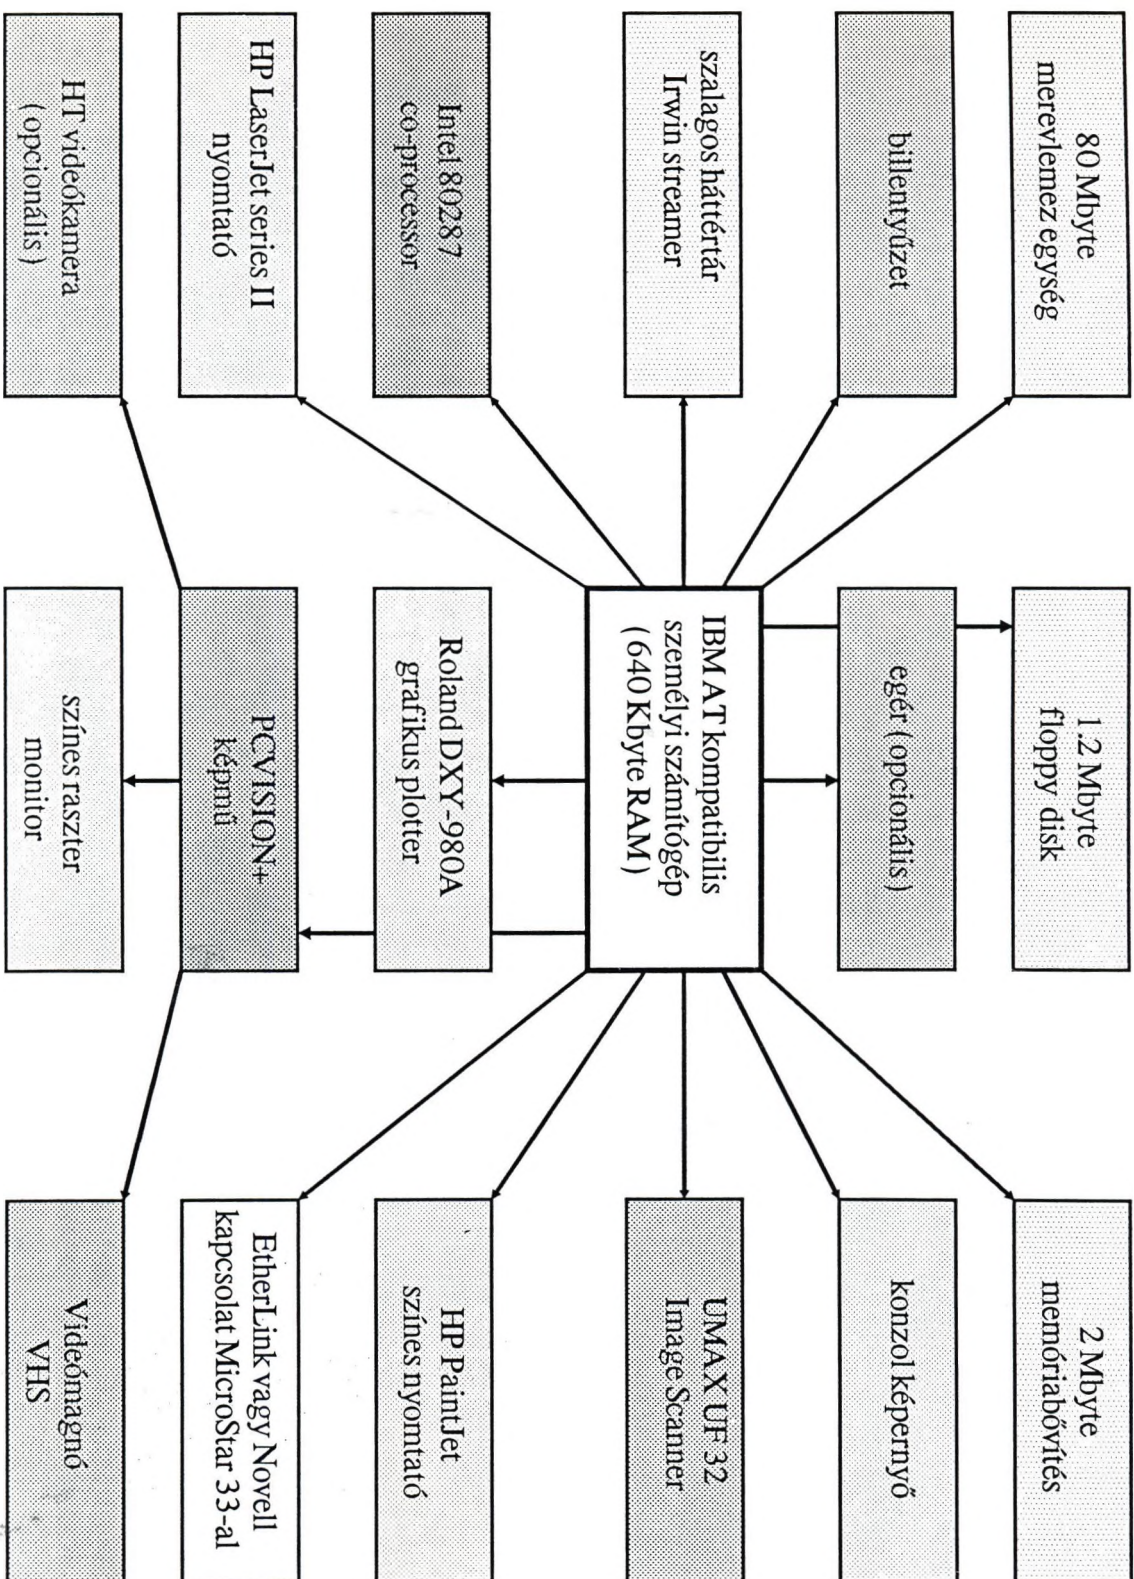 80 Mbyte
merevlemez egység
1.2 Mbyte
floppy disk
2 Mbyte
memóriabővítés
billentyűzet
egér (opcionális)
konzol képernyő
szalagos háttértár
Irwin streamer
IBM AT kompatibilis
személyi számítógép
(640 Kbyte RAM)
UMAX UF 32
Image Scanner
Intel 80287
co-processor
Roland DXY-980A
grafikus plotter
HP PaintJet
színes nyomtató
HP LaserJet series II
nyomtató
PCVISION+
képmű
EtherLink vagy Novell
kapcsolat MicroStar 33-al
HT videókamera
(opcionális)
színes raszter
monitor
Videómagnó
VHS